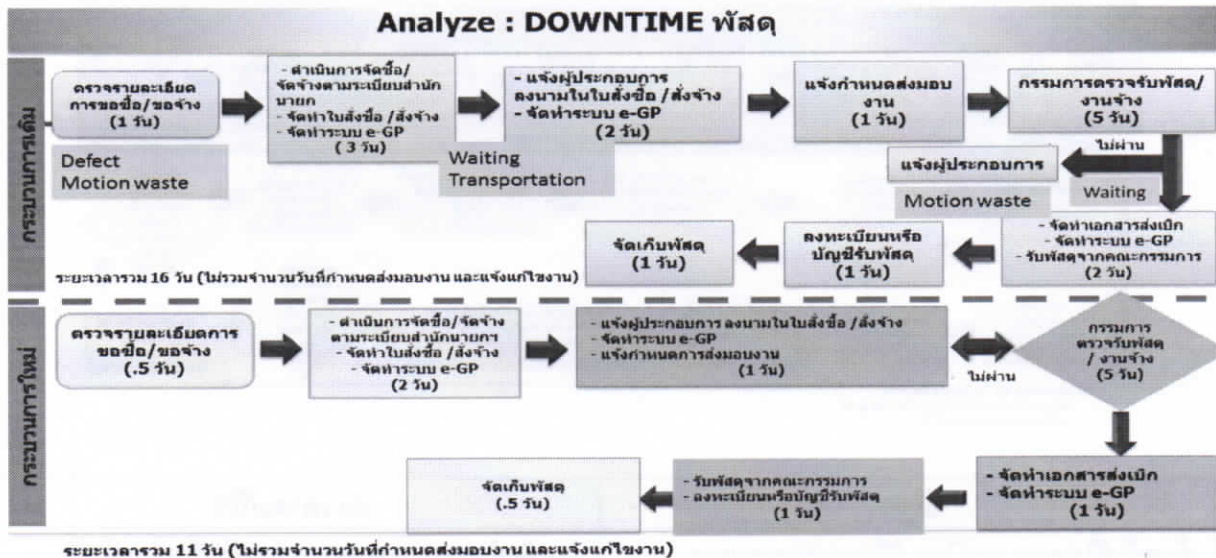 Analyze : DOWNTIME พัสดุ
กระบวนการเดิม
ตรวจรายละเอียด
การขอซื้อ/ขอจ้าง
(1 วัน)
Defect
Motion waste
- ดำเนินการจัดซื้อ/
จัดจ้างตามระเบียบสำนัก
นายก
- จัดทำใบสั่งซื้อ /สั่งจ้าง
- จัดทำระบบ e-GP
( 3 วัน)
Waiting
Transportation
- แจ้งผู้ประกอบการ
ลงนามในใบสั่งซื้อ /สั่งจ้าง
- จัดทำระบบ e-GP
(2 วัน)
แจ้งกำหนดส่งมอบ
งาน
(1 วัน)
กรรมการตรวจรับพัสดุ/
งานจ้าง
(5 วัน)
ไม่ผ่าน
แจ้งผู้ประกอบการ
Motion waste
Waiting
- จัดทำเอกสารส่งเบิก
- จัดทำระบบ e-GP
- รับพัสดุจากคณะกรรมการ
(2 วัน)
ลงทะเบียนหรือ
บัญชีรับพัสดุ
(1 วัน)
จัดเก็บพัสดุ
(1 วัน)
ระยะเวลารวม 16 วัน (ไม่รวมจำนวนวันที่กำหนดส่งมอบงาน และแจ้งแก้ไขงาน)
กระบวนการใหม่
ตรวจรายละเอียดการ
ขอซื้อ/ขอจ้าง
(.5 วัน)
- ดำเนินการจัดซื้อ/จัดจ้าง
ตามระเบียบสำนักนายกฯ
- จัดทำใบสั่งซื้อ /สั่งจ้าง
- จัดทำระบบ e-GP
(2 วัน)
- แจ้งผู้ประกอบการ ลงนามในใบสั่งซื้อ /สั่งจ้าง
- จัดทำระบบ e-GP
- แจ้งกำหนดการส่งมอบงาน
(1 วัน)
ไม่ผ่าน
กรรมการ
ตรวจรับพัสดุ
/ งานจ้าง
(5 วัน)
- จัดทำเอกสารส่งเบิก
- จัดทำระบบ e-GP
(1 วัน)
- รับพัสดุจากคณะกรรมการ
- ลงทะเบียนหรือบัญชีรับพัสดุ
(1 วัน)
จัดเก็บพัสดุ
(.5 วัน)
ระยะเวลารวม 11 วัน (ไม่รวมจำนวนวันที่กำหนดส่งมอบงาน และแจ้งแก้ไขงาน)